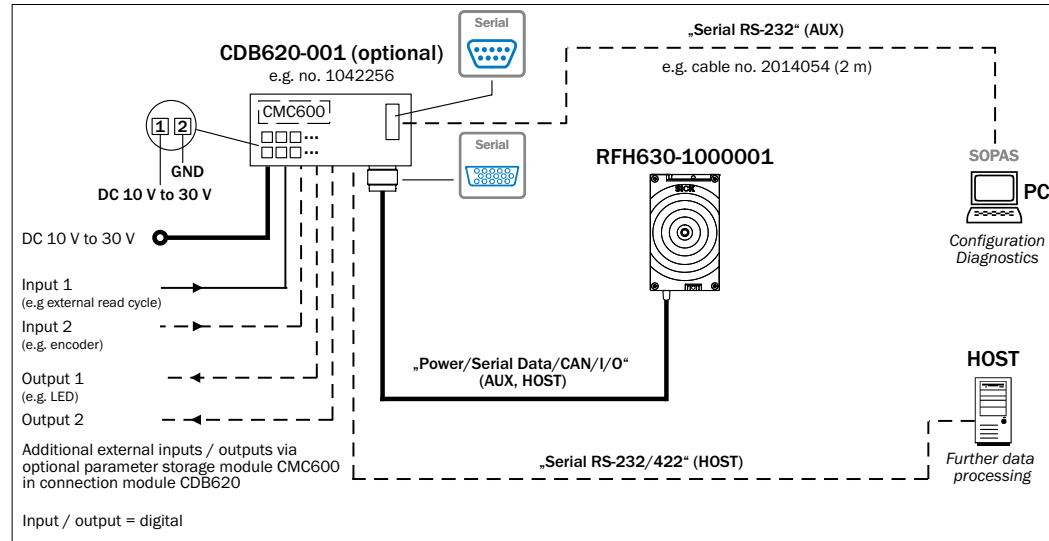 CDB620-001 (optional)
e.g. no. 1042256
Serial
„Serial RS-232“ (AUX)
e.g. cable no. 2014054 (2 m)
CMC600
1 2
GND
DC 10 V to 30 V
Serial
RFH630-1000001
SICK
SOPAS
PC
Configuration
Diagnostics
DC 10 V to 30 V
Input 1
(e.g external read cycle)
Input 2
(e.g. encoder)
Output 1
(e.g. LED)
Output 2
„Power/Serial Data/CAN/I/O“
(AUX, HOST)
HOST
Further data
processing
„Serial RS-232/422“ (HOST)
Additional external inputs / outputs via
optional parameter storage module CMC600
in connection module CDB620
Input / output = digital